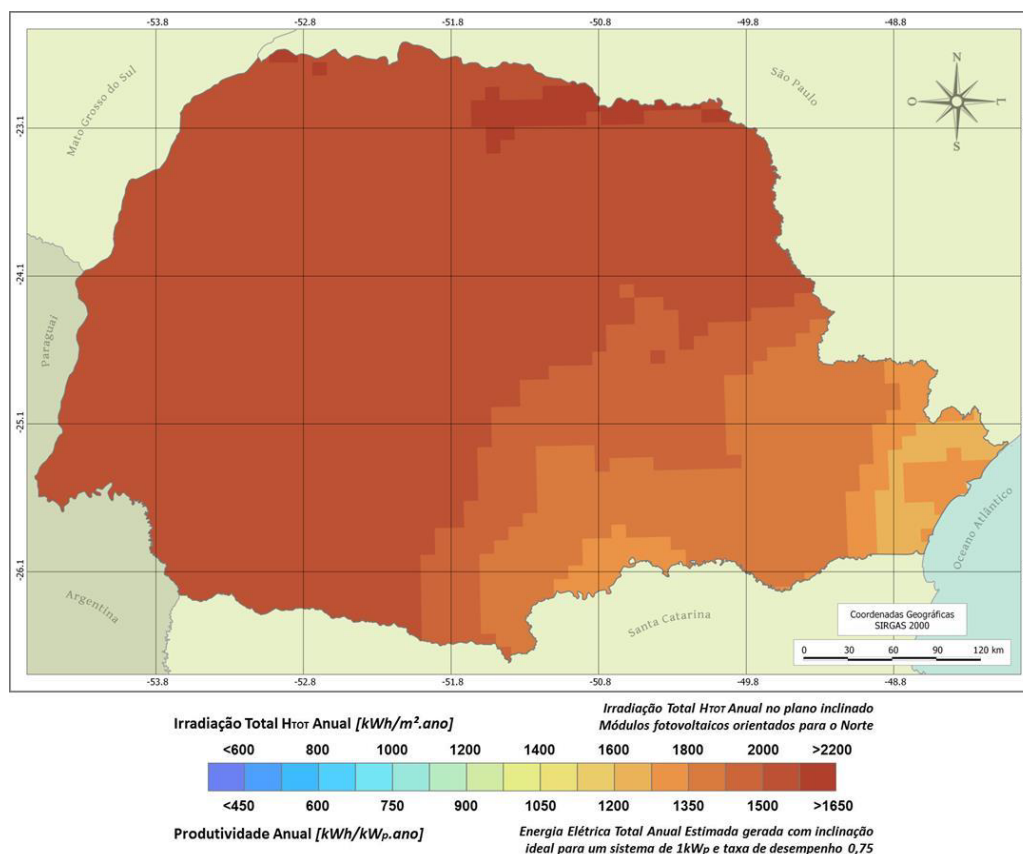 -53.8 -52.8 -51.8 -50.8 -49.8 -48.8
Mato Grosso do Sul
São Paulo
N
O L
S
-23.1
-24.1
Paraguai
-25.1
Oceano Atlântico
-26.1
Argentina
Santa Catarina
Coordenadas Geográficas
SIRGAS 2000
0 30 60 90 120 km
-53.8 -52.8 -51.8 -50.8 -49.8 -48.8
Irradiação Total HTOT Anual [kWh/m².ano]
Irradiação Total HTOT Anual no plano inclinado
Módulos fotovoltaicos orientados para o Norte
<600 800 1000 1200 1400 1600 1800 2000 >2200
<450 600 750 900 1050 1200 1350 1500 >1650
Produtividade Anual [kWh/kWp.ano]
Energia Elétrica Total Anual Estimada gerada com inclinação
ideal para um sistema de 1kWp e taxa de desempenho 0,75